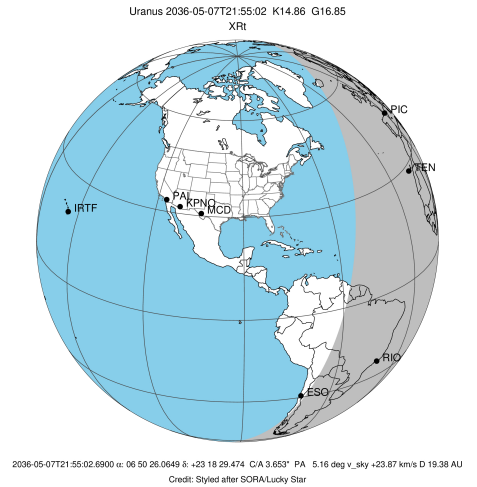 Uranus 2036-05-07T21:55:02 K14.86 G16.85
XRt
PIC
TEN
PAL
KPNO
MCD
IRTF
RIO
ESO
2036-05-07T21:55:02.6900 α: 06 50 26.0649 δ: +23 18 29.474 C/A 3.653" PA 5.16 deg v_sky +23.87 km/s D 19.38 AU
Credit: Styled after SORA/Lucky Star